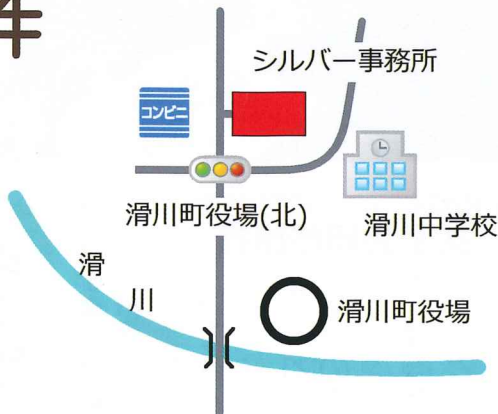 シルバー事務所
コンビニ
滑川町役場(北)
滑川中学校
滑
川
滑川町役場